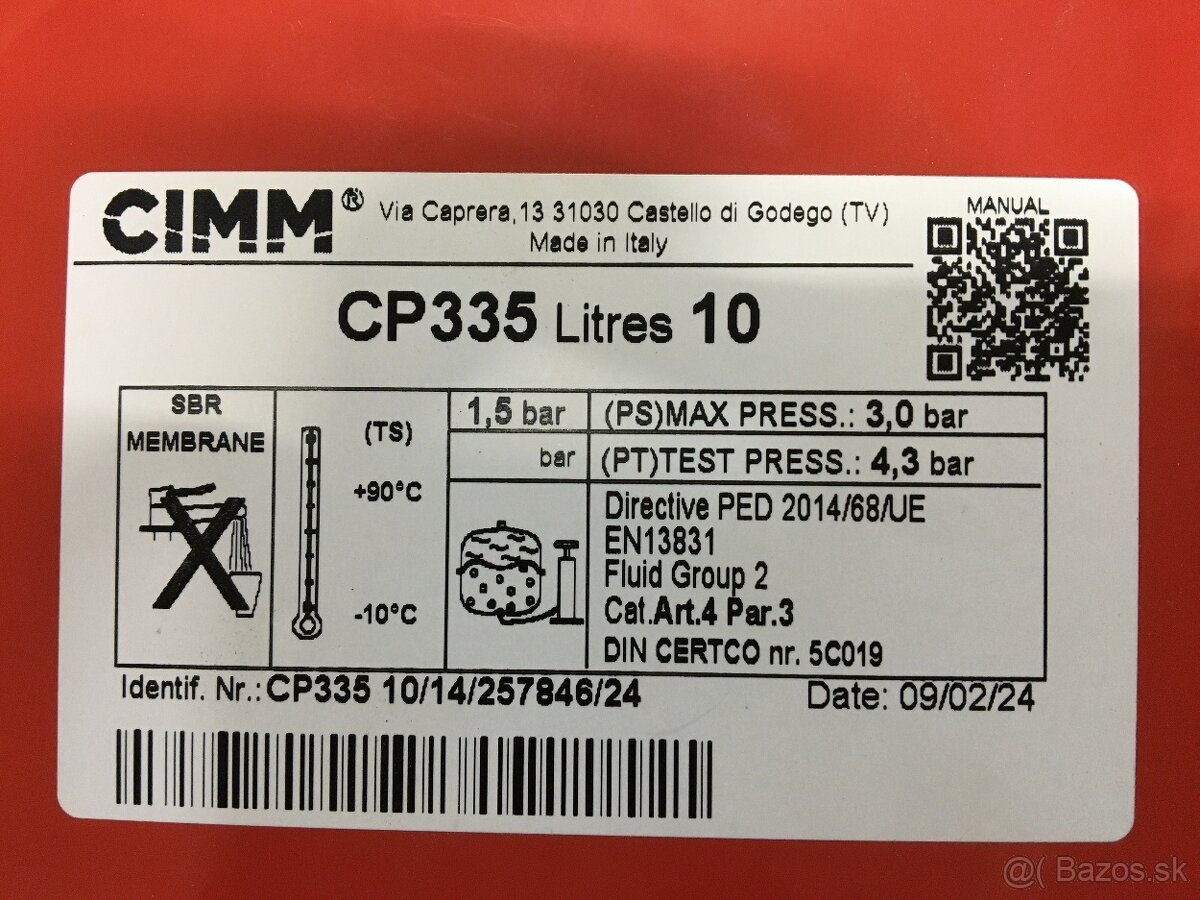 CIMM® Via Caprera,13 31030 Castello di Godego (TV)
Made in Italy
MANUAL
CP335 Litres 10
SBR
MEMBRANE
(TS)
+90°C
-10°C
1,5 bar
bar
(PS)MAX PRESS.: 3,0 bar
(PT)TEST PRESS.: 4,3 bar
Directive PED 2014/68/UE
EN13831
Fluid Group 2
Cat.Art.4 Par.3
DIN CERTCO nr. 5C019
Identif. Nr.:CP335 10/14/257846/24
Date: 09/02/24
@( Bazos.sk